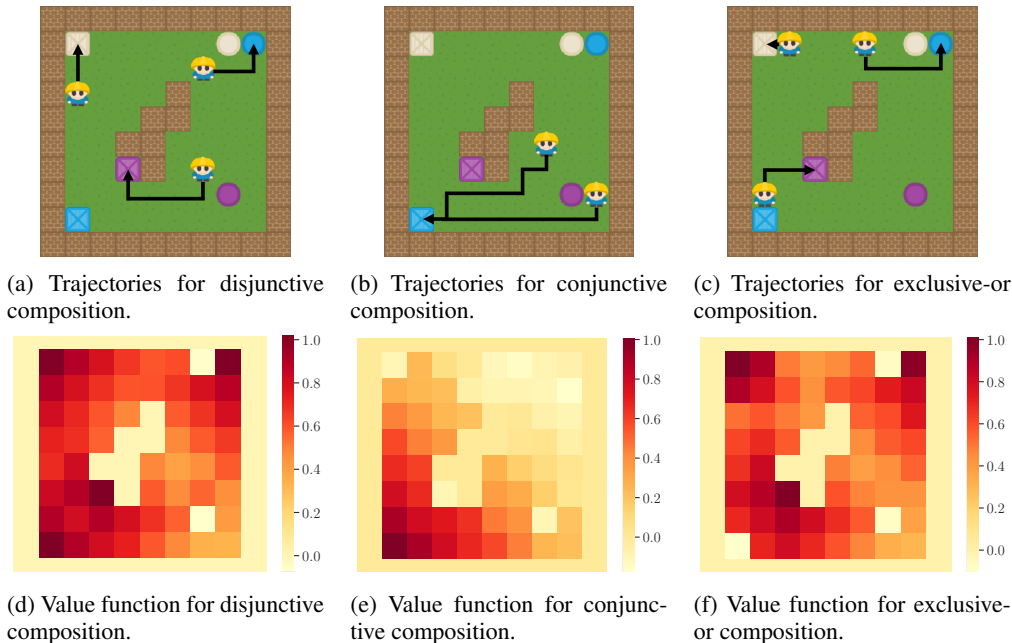 (a) Trajectories for disjunctive
composition.
(b) Trajectories for conjunctive
composition.
(c) Trajectories for exclusive-or
composition.
1.0
0.8
0.6
0.4
0.2
0.0
1.0
0.8
0.6
0.4
0.2
0.0
1.0
0.8
0.6
0.4
0.2
0.0
(d) Value function for disjunctive
composition.
(e) Value function for conjunc-
tive composition.
(f) Value function for exclusive-
or composition.